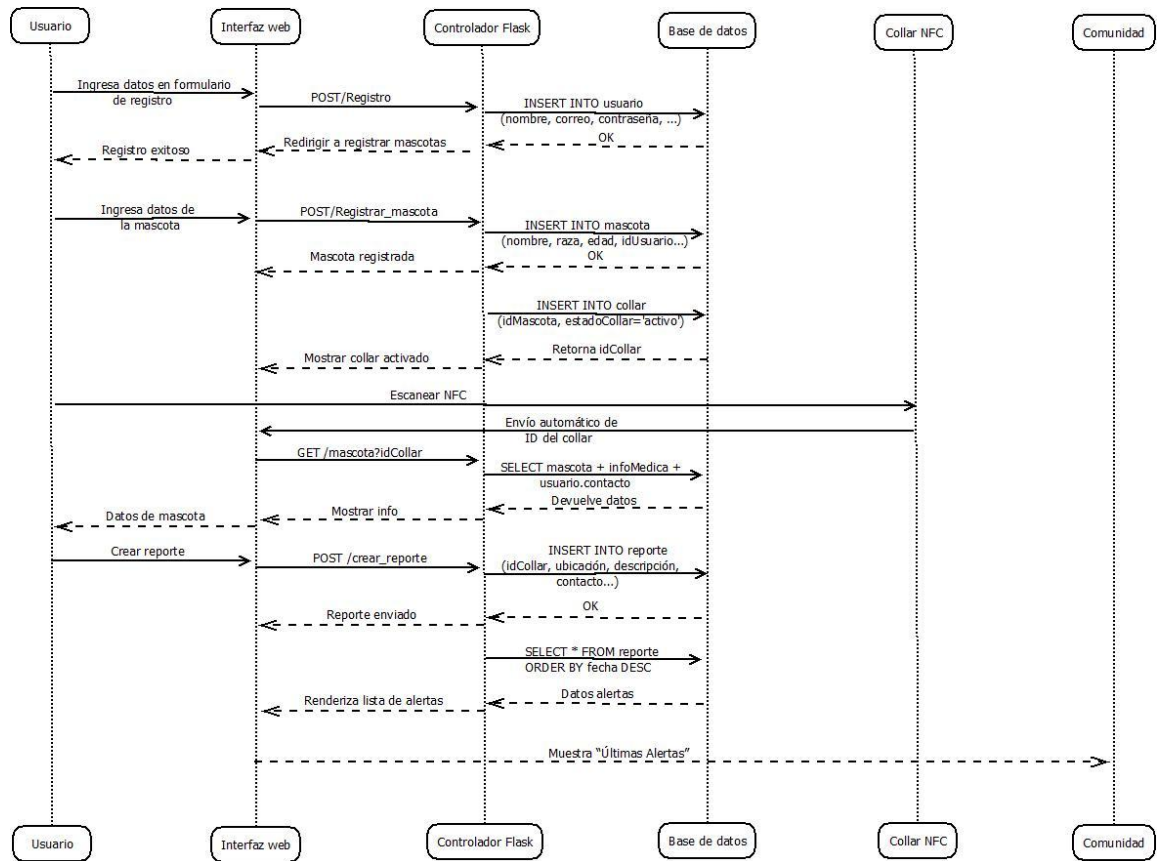 Usuario
Interfaz web
Controlador Flask
Base de datos
Collar NFC
Comunidad
Ingresa datos en formulario
de registro
POST/Registro
INSERT INTO usuario
(nombre, correo, contraseña, ...)
OK
Redirigir a registrar mascotas
Registro exitoso
Ingresa datos de
la mascota
POST/Registrar_mascota
INSERT INTO mascota
(nombre, raza, edad, idUsuario...)
OK
Mascota registrada
INSERT INTO collar
(idMascota, estadoCollar='activo')
Retorna idCollar
Mostrar collar activado
Escanear NFC
Envío automático de
ID del collar
GET /mascota?idCollar
SELECT mascota + infoMedica +
usuario.contacto
Devuelve datos
Mostrar info
Datos de mascota
Crear reporte
POST /crear_reporte
INSERT INTO reporte
(idCollar, ubicación, descripción,
contacto...)
OK
Reporte enviado
SELECT * FROM reporte
ORDER BY fecha DESC
Datos alertas
Renderiza lista de alertas
Muestra “Últimas Alertas”
Usuario
Interfaz web
Controlador Flask
Base de datos
Collar NFC
Comunidad